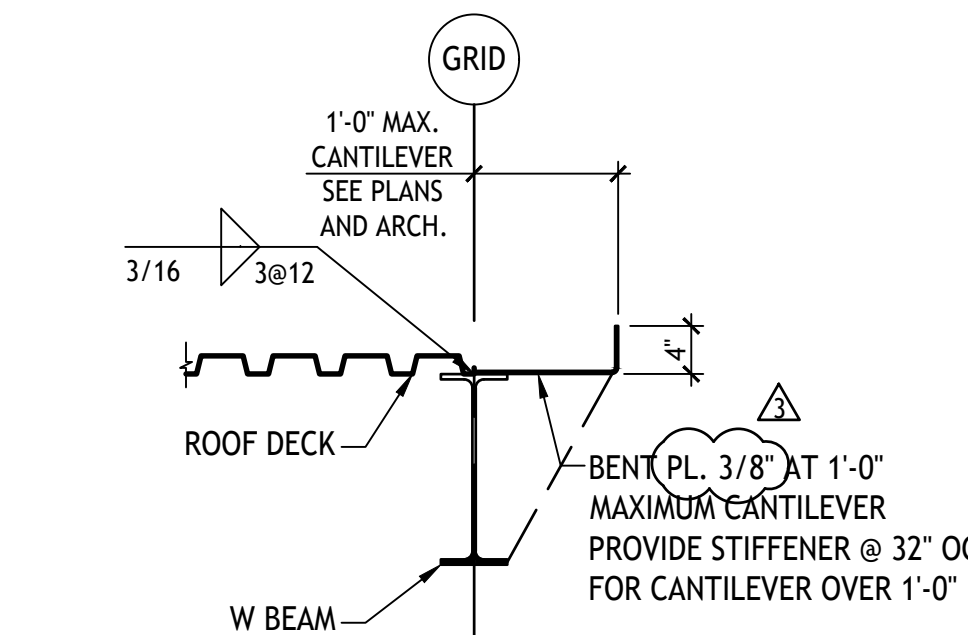 GRID
1'-0" MAX.
CANTILEVER
SEE PLANS
AND ARCH.
3/16
3@12
4"
3
ROOF DECK
BENT PL. 3/8" AT 1'-0"
MAXIMUM CANTILEVER
PROVIDE STIFFENER @ 32"
FOR CANTILEVER OVER 1'-0"
W BEAM